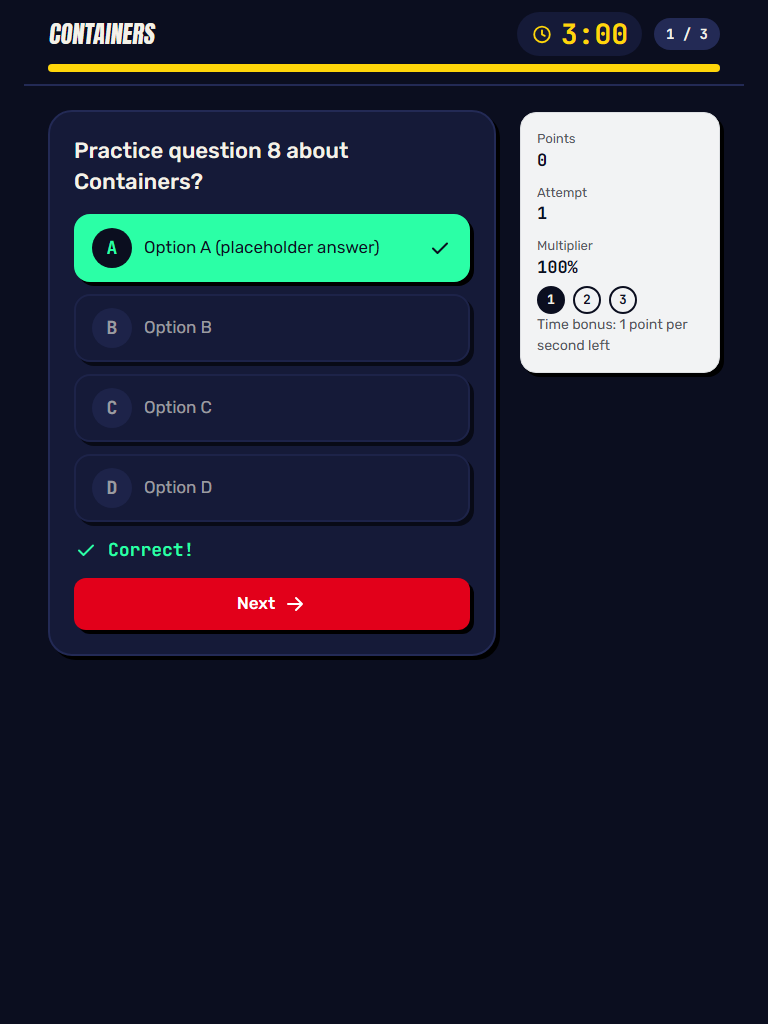 CONTAINERS
3:00
1 / 3
Practice question 8 about
Containers?
A Option A (placeholder answer)
B Option B
C Option C
D Option D
Correct!
Next
Points
0
Attempt
1
Multiplier
100%
1 2 3
Time bonus: 1 point per
second left